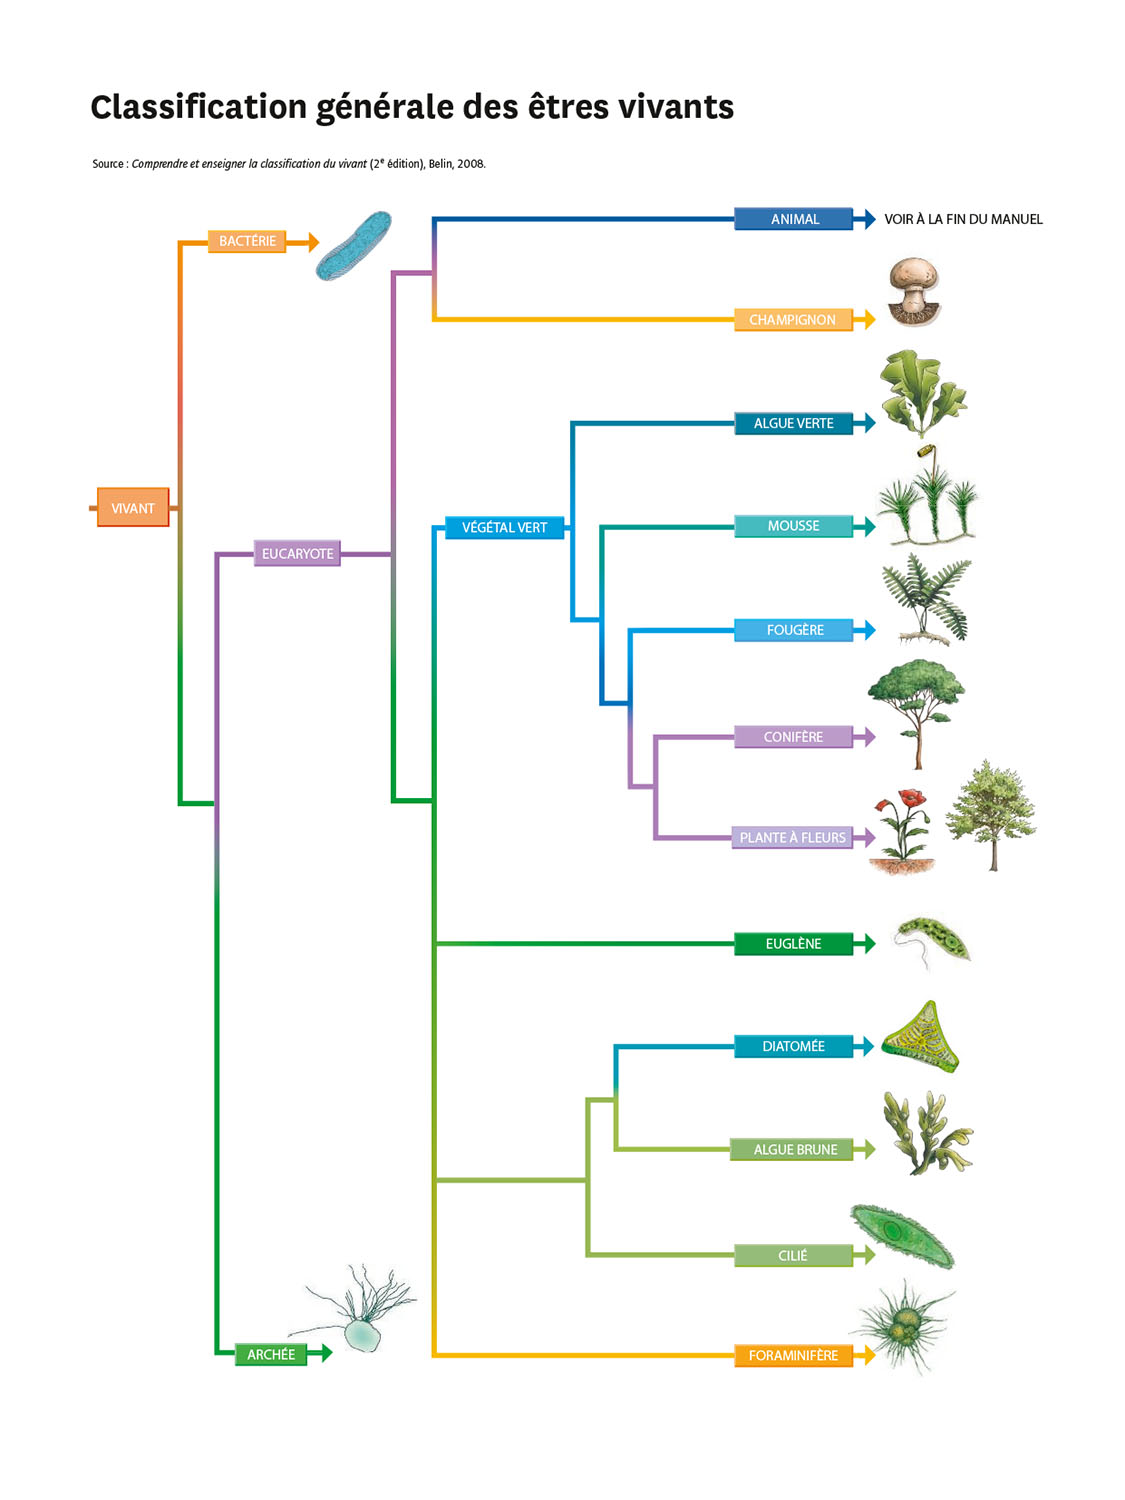 Classification générale des êtres vivants
Source : Comprendre et enseigner la classification du vivant (2e édition), Belin, 2008.
ANIMAL
VOIR À LA FIN DU MANUEL
BACTÉRIE
CHAMPIGNON
ALGUE VERTE
VIVANT
MOUSSE
VÉGÉTAL VERT
EUCARYOTE
FOUGÈRE
CONIFÈRE
PLANTE À FLEURS
EUGLÈNE
DIATOMÉE
ALGUE BRUNE
CILIÉ
ARCHÉE
FORAMINIFÈRE